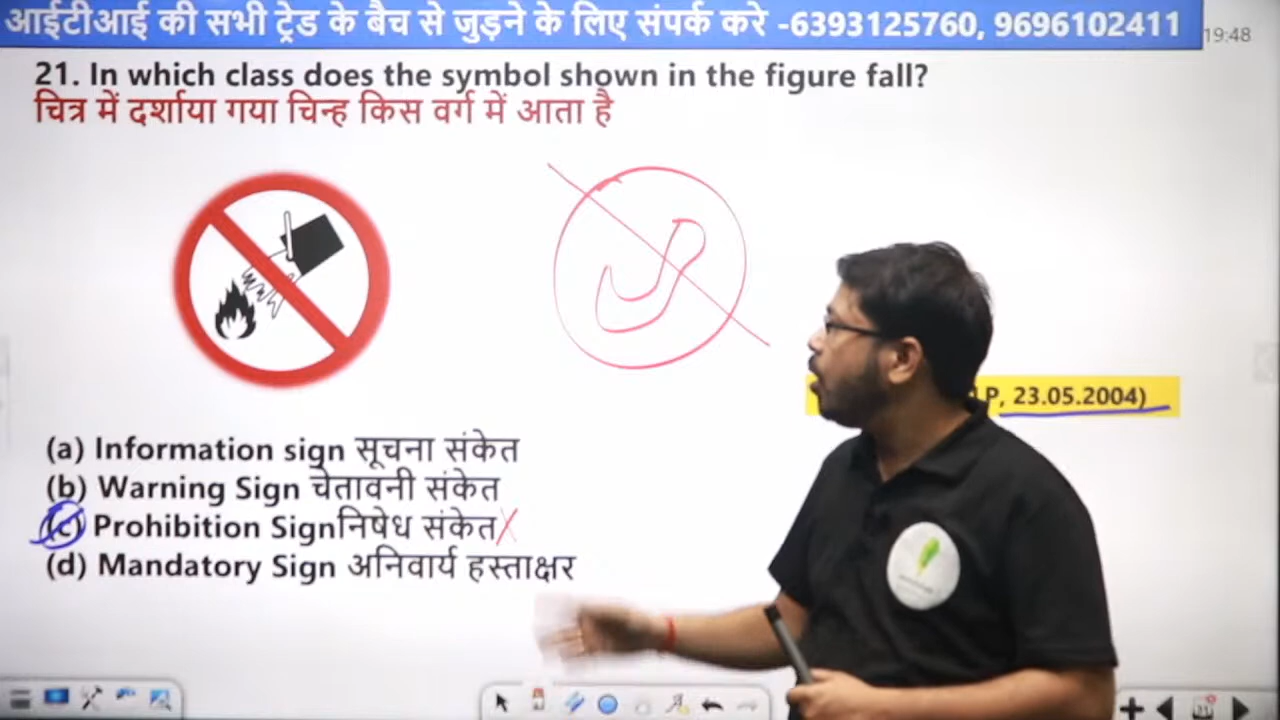 आईटीआई की सभी ट्रेड के बैच से जुड़ने के लिए संपर्क करे -6393125760, 9696102411
19:48
21. In which class does the symbol shown in the figure fall?
चित्र में दर्शाया गया चिन्ह किस वर्ग में आता है
P, 23.05.2004)
(a) Information sign सूचना संकेत
(b) Warning Sign चेतावनी संकेत
(c) Prohibition Signनिषेध संकेत
(d) Mandatory Sign अनिवार्य हस्ताक्षर